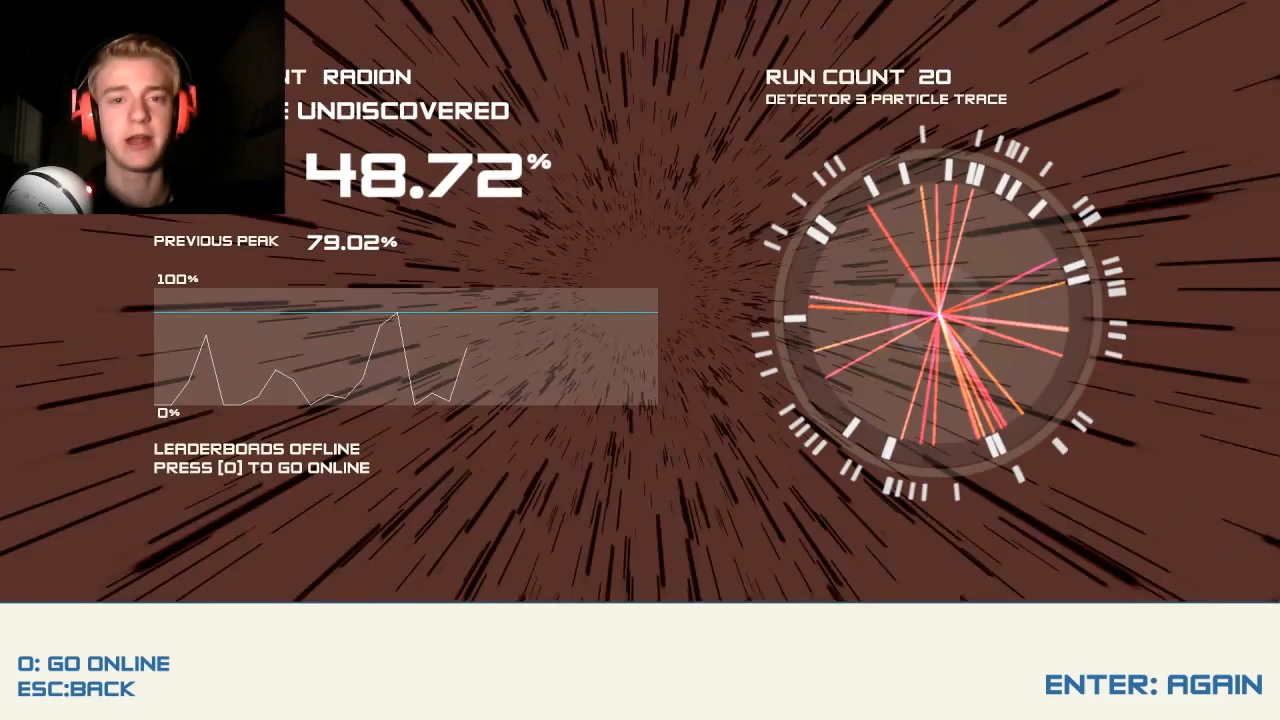 NT RADION
E UNDISCOVERED
48.72%
PREVIOUS PEAK 79.02%
100%
0%
LEADERBOARDS OFFLINE
PRESS [O] TO GO ONLINE
RUN COUNT 20
DETECTOR 3 PARTICLE TRACE
O: GO ONLINE
ESC:BACK
ENTER: AGAIN